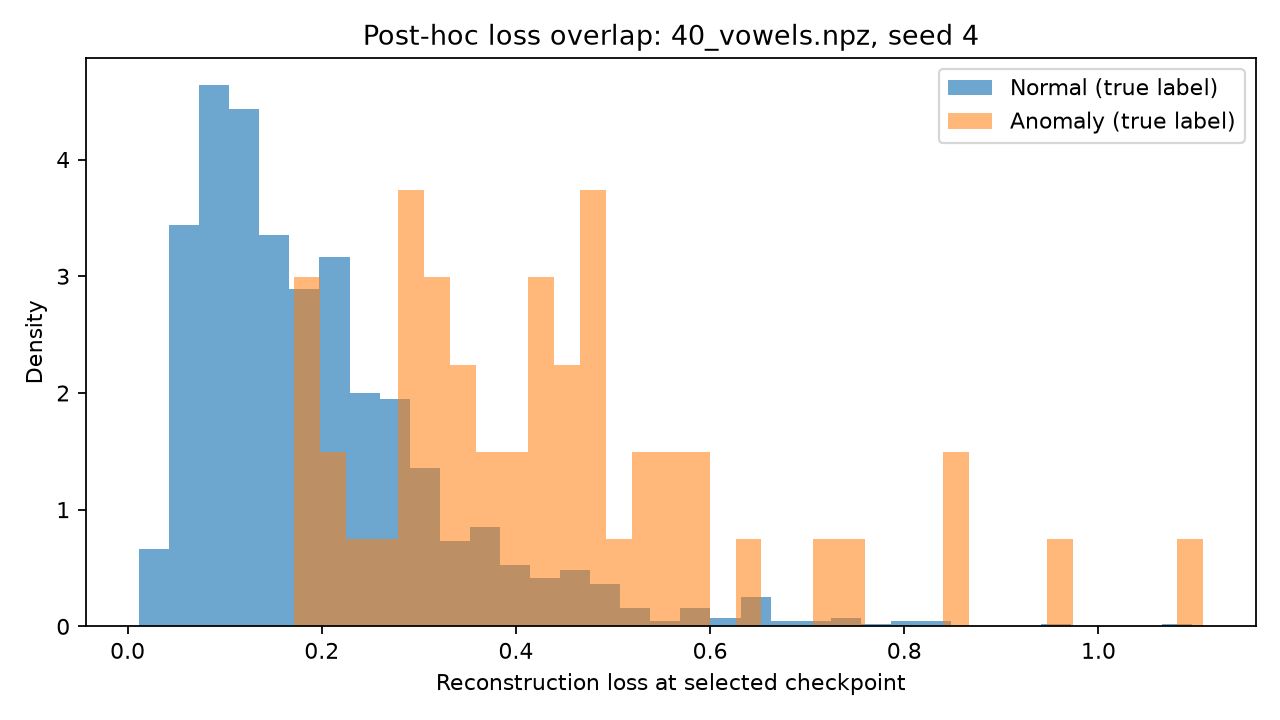 Post-hoc loss overlap: 40_vowels.npz, seed 4
Normal (true label)
Anomaly (true label)
Density
4
3
2
1
0
0.0 0.2 0.4 0.6 0.8 1.0
Reconstruction loss at selected checkpoint